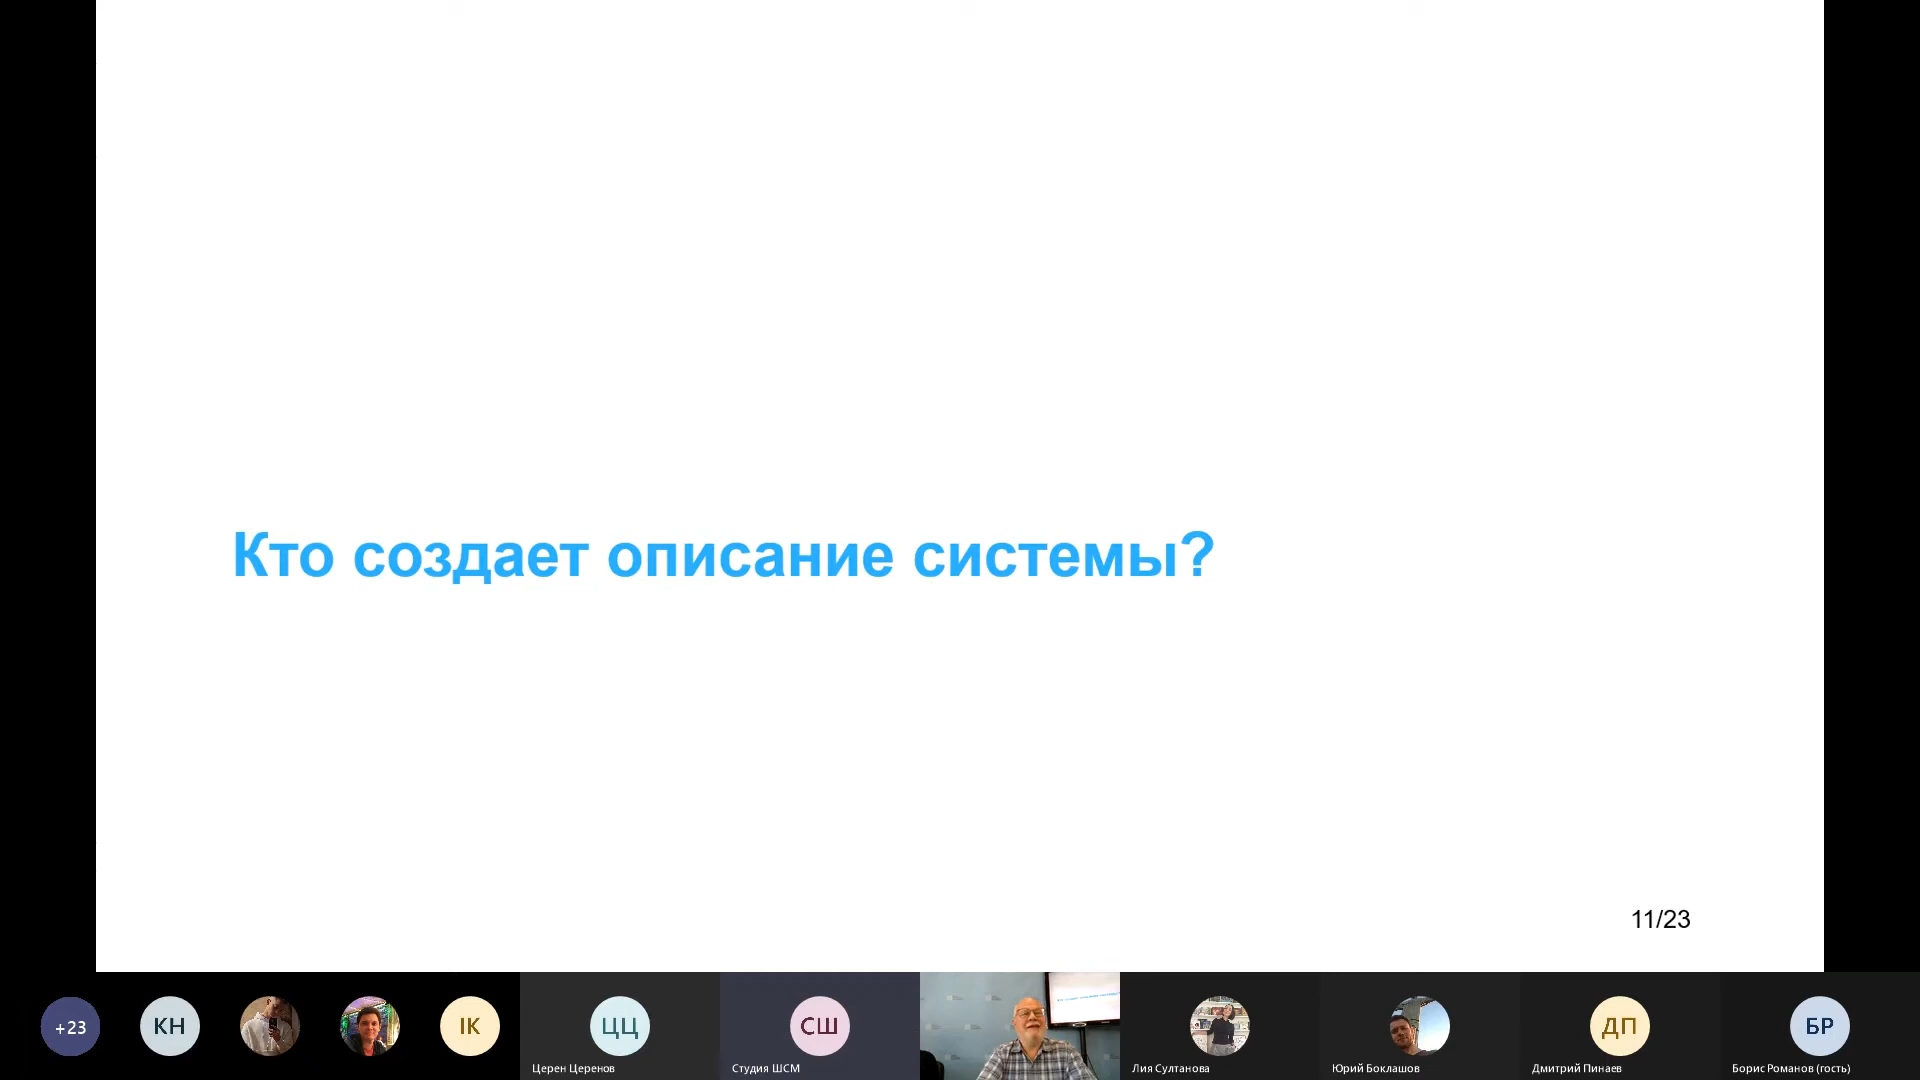 Кто создает описание системы?
11/23
+23
КН
ІК
ЦЦ
СШ
ДП
БР
Церен Церенов
Студия ШСМ
Лия Султанова
Юрий Боклашов
Дмитрий Пинаев
Борис Романов (гость)